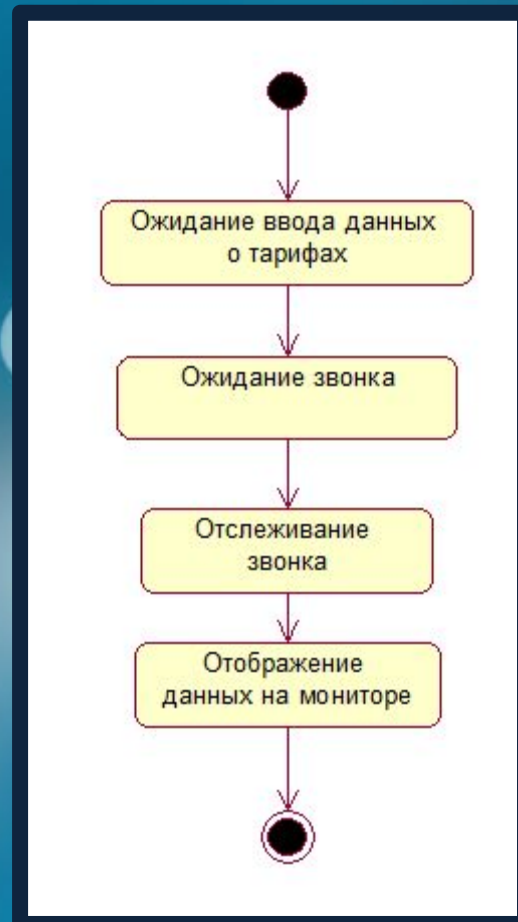 Ожидание ввода данных
о тарифах
Ожидание звонка
Отслеживание
звонка
Отображение
данных на мониторе